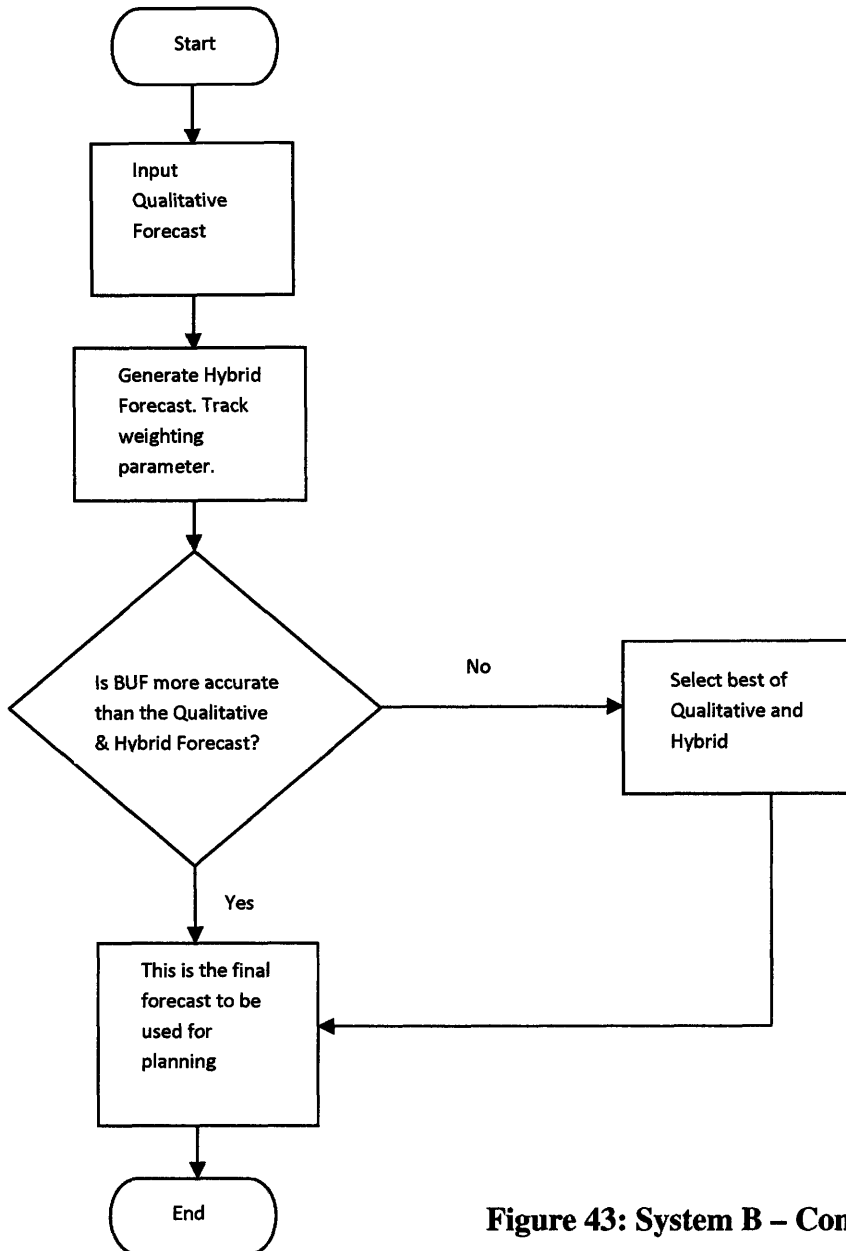 Start
Input
Qualitative
Forecast
Generate Hybrid
Forecast. Track
weighting
parameter.
Is BUF more accurate
than the Qualitative
& Hybrid Forecast?
No
Select best of
Qualitative and
Hybrid
Yes
This is the final
forecast to be
used for
planning
End
Figure 43: System B – Con